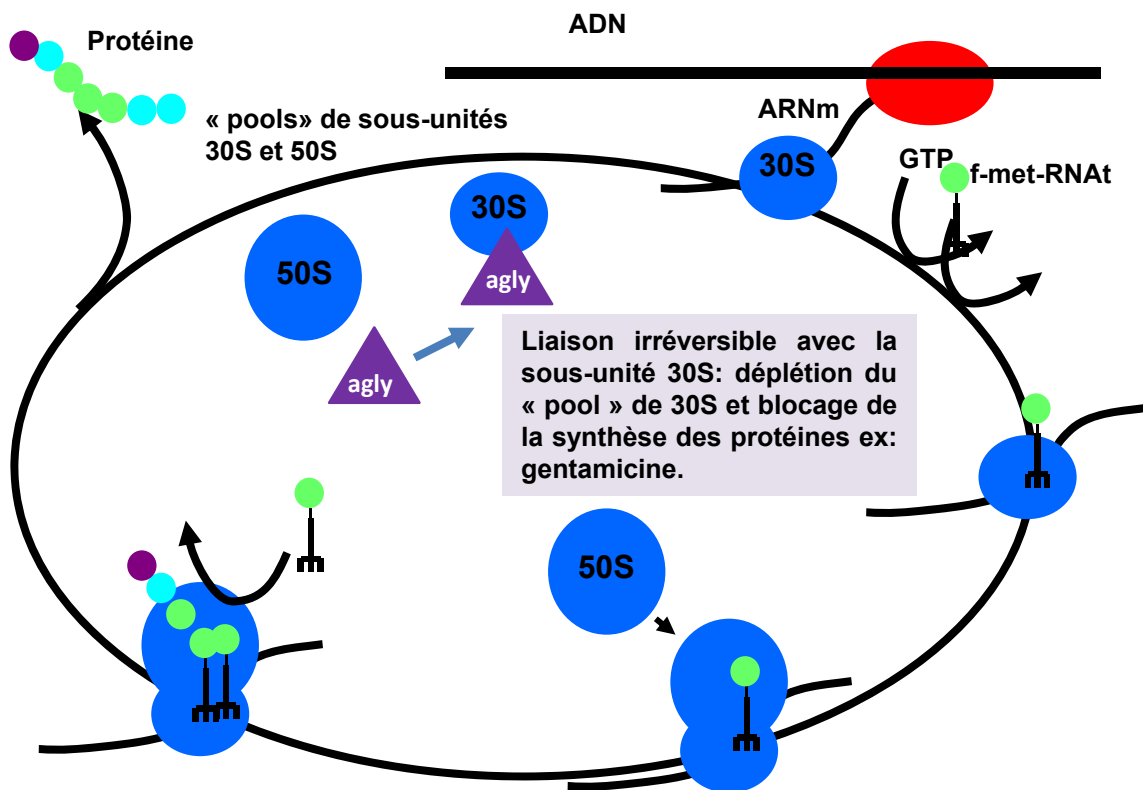 ADN
Protéine
« pools» de sous-unités
30S et 50S
ARNm
30S
GTP
f-met-RNAt
30S
50S
agly
agly
Liaison irréversible avec la
sous-unité 30S: déplétion du
« pool » de 30S et blocage de
la synthèse des protéines ex:
gentamicine.
50S